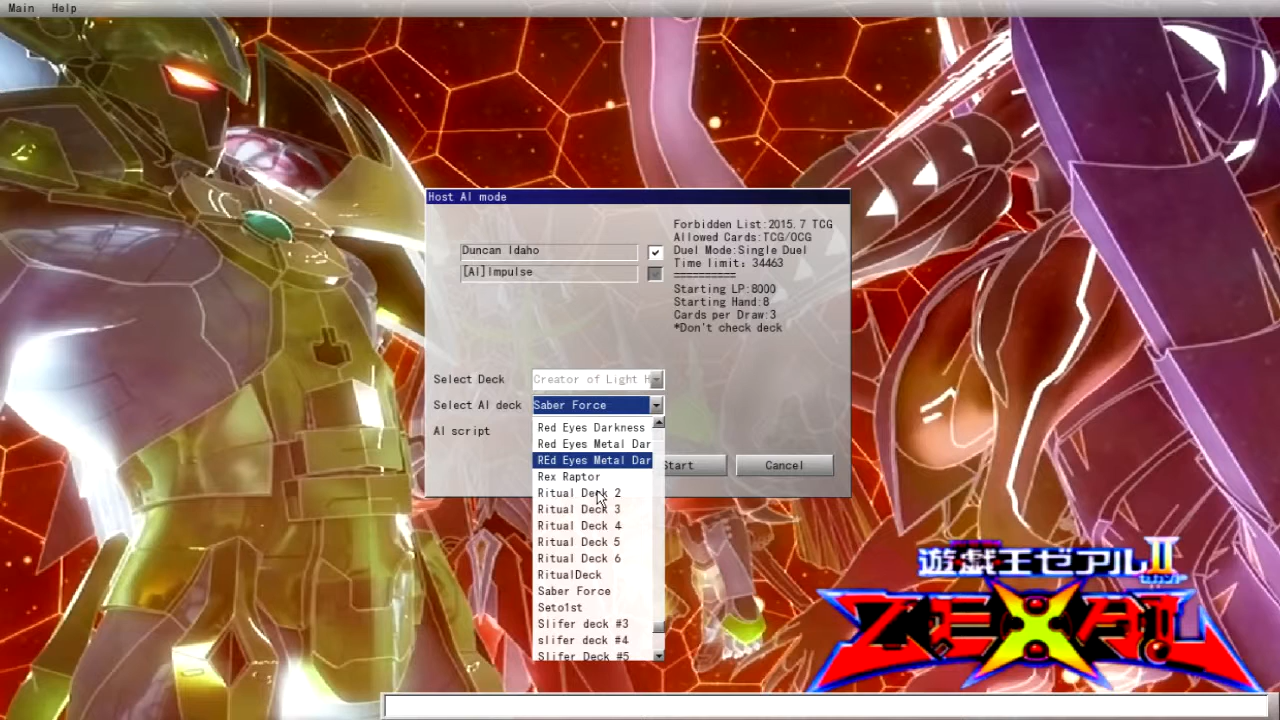 Main Help
Host AI mode
Duncan Idaho
[AI]Impulse
Forbidden List:2015.7 TCG
Allowed Cards:TCG/OCG
Duel Mode:Single Duel
Time limit: 34463
==========
Starting LP:8000
Starting Hand:8
Cards per Draw:3
*Don't check deck
Select Deck
Creator of Light H
Select AI deck
Saber Force
AI script
Red Eyes Darkness
Red Eyes Metal Dar
REd Eyes Metal Dar
Rex Raptor
Ritual Deck 2
Ritual Deck 3
Ritual Deck 4
Ritual Deck 5
Ritual Deck 6
RitualDeck
Saber Force
Seto1st
Slifer deck #3
slifer deck #4
Slifer Deck #5
Start
Cancel
遊戯王ゼアルII
セカンド
ZEXAL